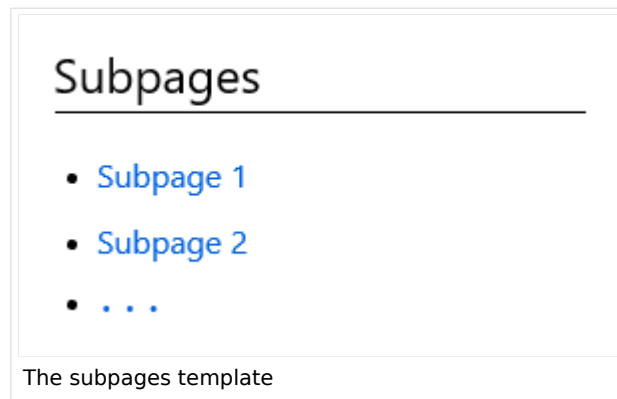 Subpages
Subpage 1
Subpage 2
...
The subpages template